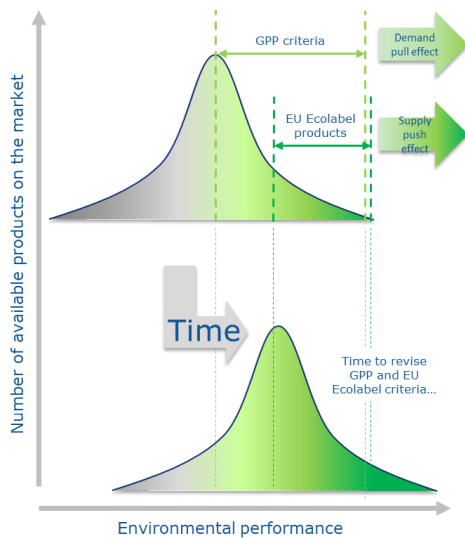 GPP criteria
Demand
pull effect
EU Ecolabel
products
Supply
push
effect
Number of available products on the market
Time
Time to revise
GPP and EU
Ecolabel criteria...
Environmental performance